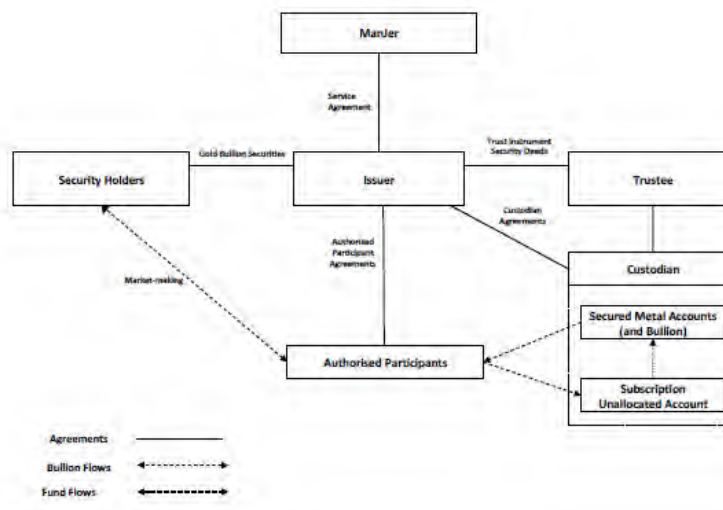 ManJer
Service
Agreement
Gold Bullion Securities
Trust Instrument
Security Deeds
Security Holders
Issuer
Trustee
Custodian
Agreements
Authorised
Participant
Agreements
Custodian
Market-making
Secured Metal Accounts
(and Bullion)
Authorised Participants
Subscription
Unallocated Account
Agreements
Bullion Flows
Fund Flows